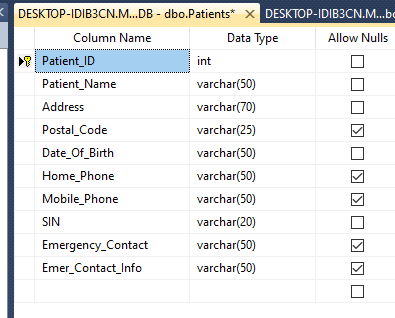 DESKTOP-IDIB3CN.M...DB - dbo.Patients* DESKTOP-IDIB3CN.M...bo
Column Name Data Type Allow Nulls
Patient_ID int
Patient_Name varchar(50)
Address varchar(70)
Postal_Code varchar(25)
Date_Of_Birth varchar(50)
Home_Phone varchar(50)
Mobile_Phone varchar(50)
SIN varchar(20)
Emergency_Contact varchar(50)
Emer_Contact_Info varchar(50)